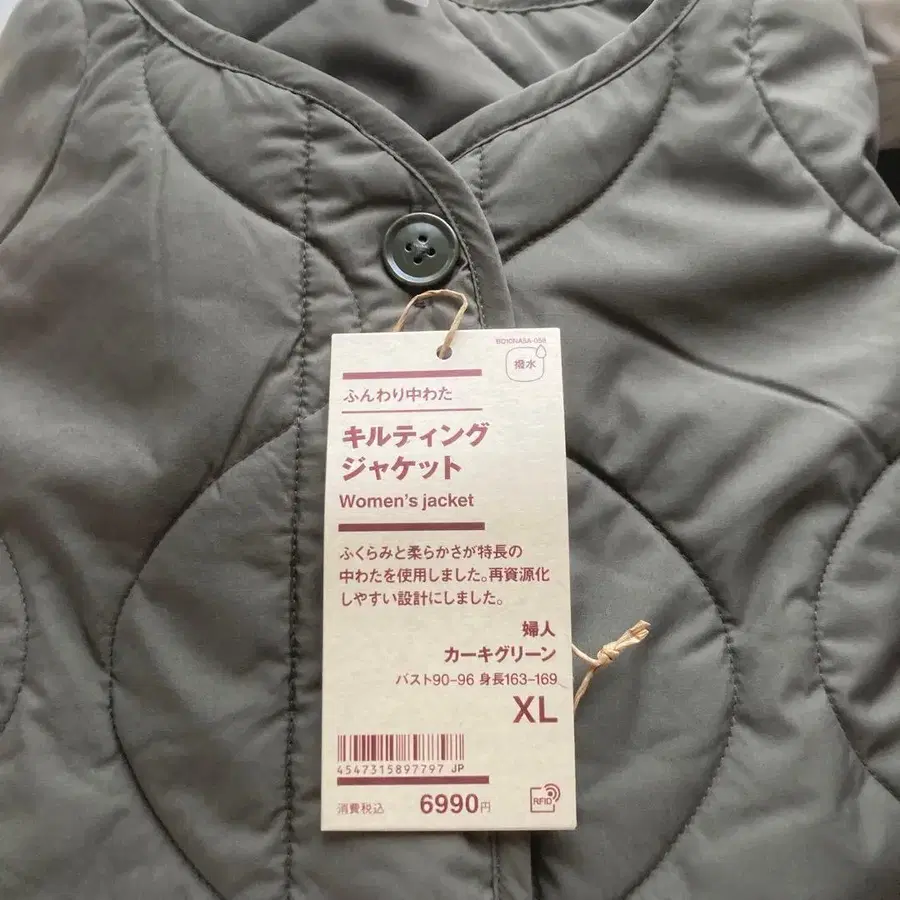 BO10NA5A-058
撥水
ふんわり中わた
キルティング
ジャケット
Women's jacket
ふくらみと柔らかさが特長の
中わたを使用しました。再資源化
しやすい設計にしました。
婦人
カーキグリーン
バスト90-96 身長163-169
XL
4547315897797 JP
消費税込 6990円
RFID